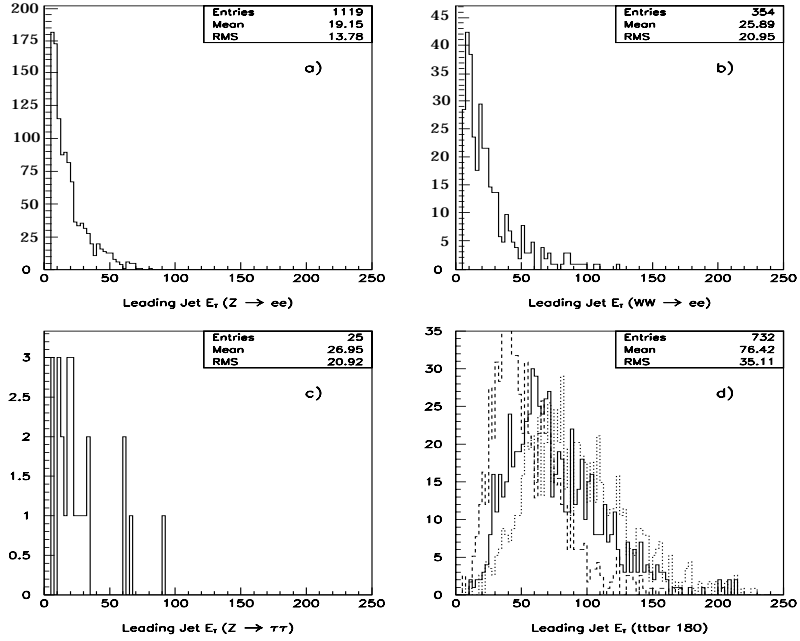 Entries 1119
Mean 19.15
RMS 13.78
a)
200
175
150
125
100
75
50
25
0
0 50 100 150 200 250
Leading Jet E_T (Z → ee)
Entries 354
Mean 25.89
RMS 20.95
b)
45
40
35
30
25
20
15
10
5
0
0 50 100 150 200 250
Leading Jet E_T (WW → ee)
Entries 25
Mean 26.95
RMS 20.92
c)
3
2.5
2
1.5
1
0.5
0
0 50 100 150 200 250
Leading Jet E_T (Z → ττ)
Entries 732
Mean 76.42
RMS 35.11
d)
35
30
25
20
15
10
5
0
0 50 100 150 200 250
Leading Jet E_T (ttbar 180)